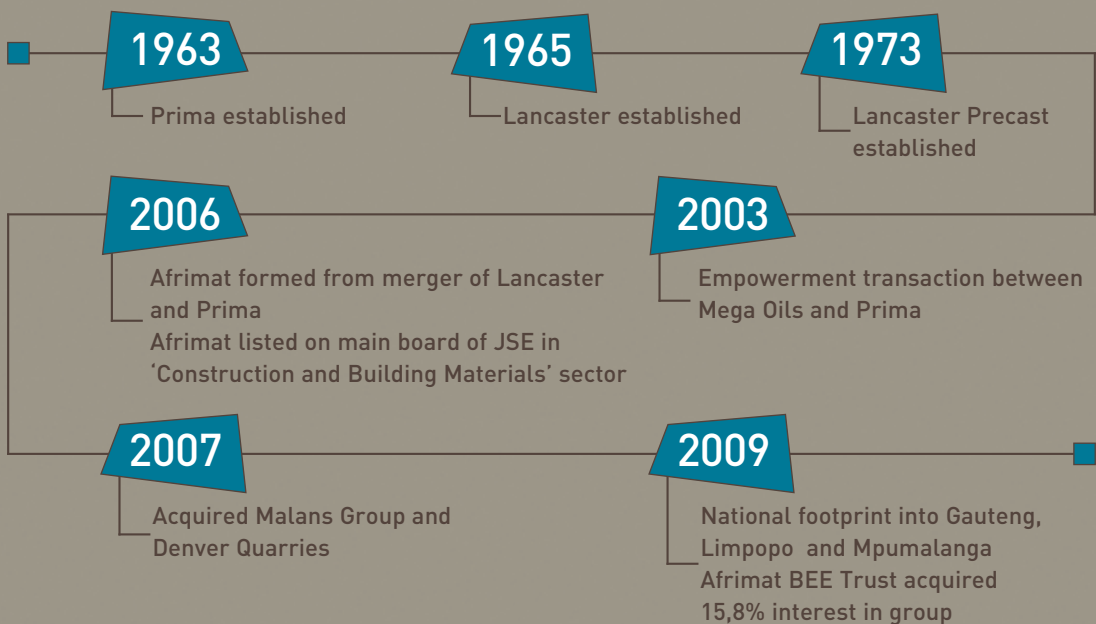 1963
Prima established
1965
Lancaster established
1973
Lancaster Precast
established
2003
Empowerment transaction between
Mega Oils and Prima
2006
Afrimat formed from merger of Lancaster
and Prima
Afrimat listed on main board of JSE in
‘Construction and Building Materials’ sector
2007
Acquired Malans Group and
Denver Quarries
2009
National footprint into Gauteng,
Limpopo and Mpumalanga
Afrimat BEE Trust acquired
15,8% interest in group